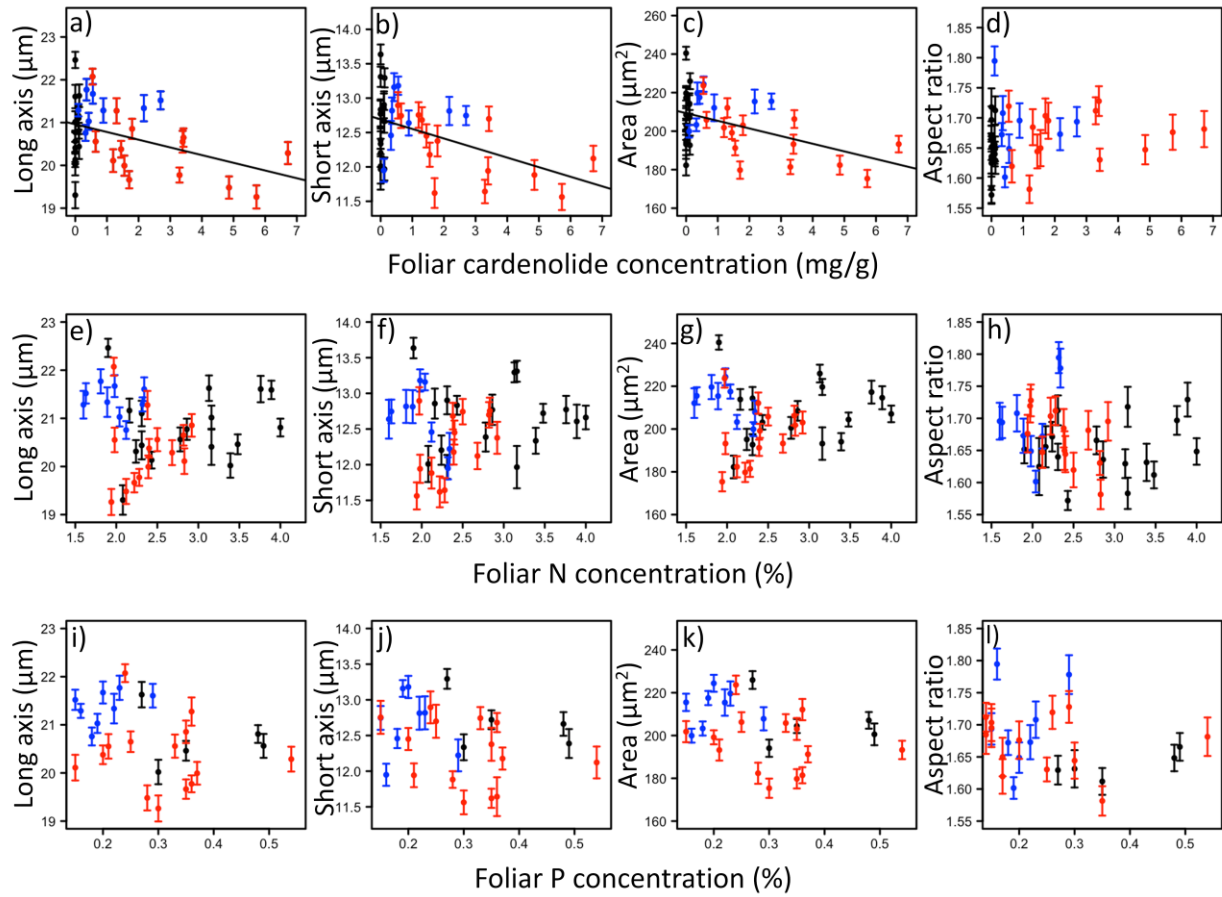 a) b) c) d)
Long axis (μm) Short axis (μm) Area (μm²) Aspect ratio
23 22 21 20 19
14.0 13.5 13.0 12.5 12.0 11.5
260 240 220 200 180 160
1.85 1.80 1.75 1.70 1.65 1.60 1.55
0 1 2 3 4 5 6 7 0 1 2 3 4 5 6 7 0 1 2 3 4 5 6 7 0 1 2 3 4 5 6 7
Foliar cardenolide concentration (mg/g)
e) f) g) h)
Long axis (μm) Short axis (μm) Area (μm²) Aspect ratio
23 22 21 20 19
14.0 13.5 13.0 12.5 12.0 11.5
260 240 220 200 180 160
1.85 1.80 1.75 1.70 1.65 1.60 1.55
1.5 2.0 2.5 3.0 3.5 4.0 1.5 2.0 2.5 3.0 3.5 4.0 1.5 2.0 2.5 3.0 3.5 4.0 1.5 2.0 2.5 3.0 3.5 4.0
Foliar N concentration (%)
i) j) k) l)
Long axis (μm) Short axis (μm) Area (μm²) Aspect ratio
23 22 21 20 19
14.0 13.5 13.0 12.5 12.0 11.5
260 240 220 200 180 160
1.85 1.80 1.75 1.70 1.65 1.60 1.55
0.2 0.3 0.4 0.5 0.2 0.3 0.4 0.5 0.2 0.3 0.4 0.5 0.2 0.3 0.4 0.5
Foliar P concentration (%)